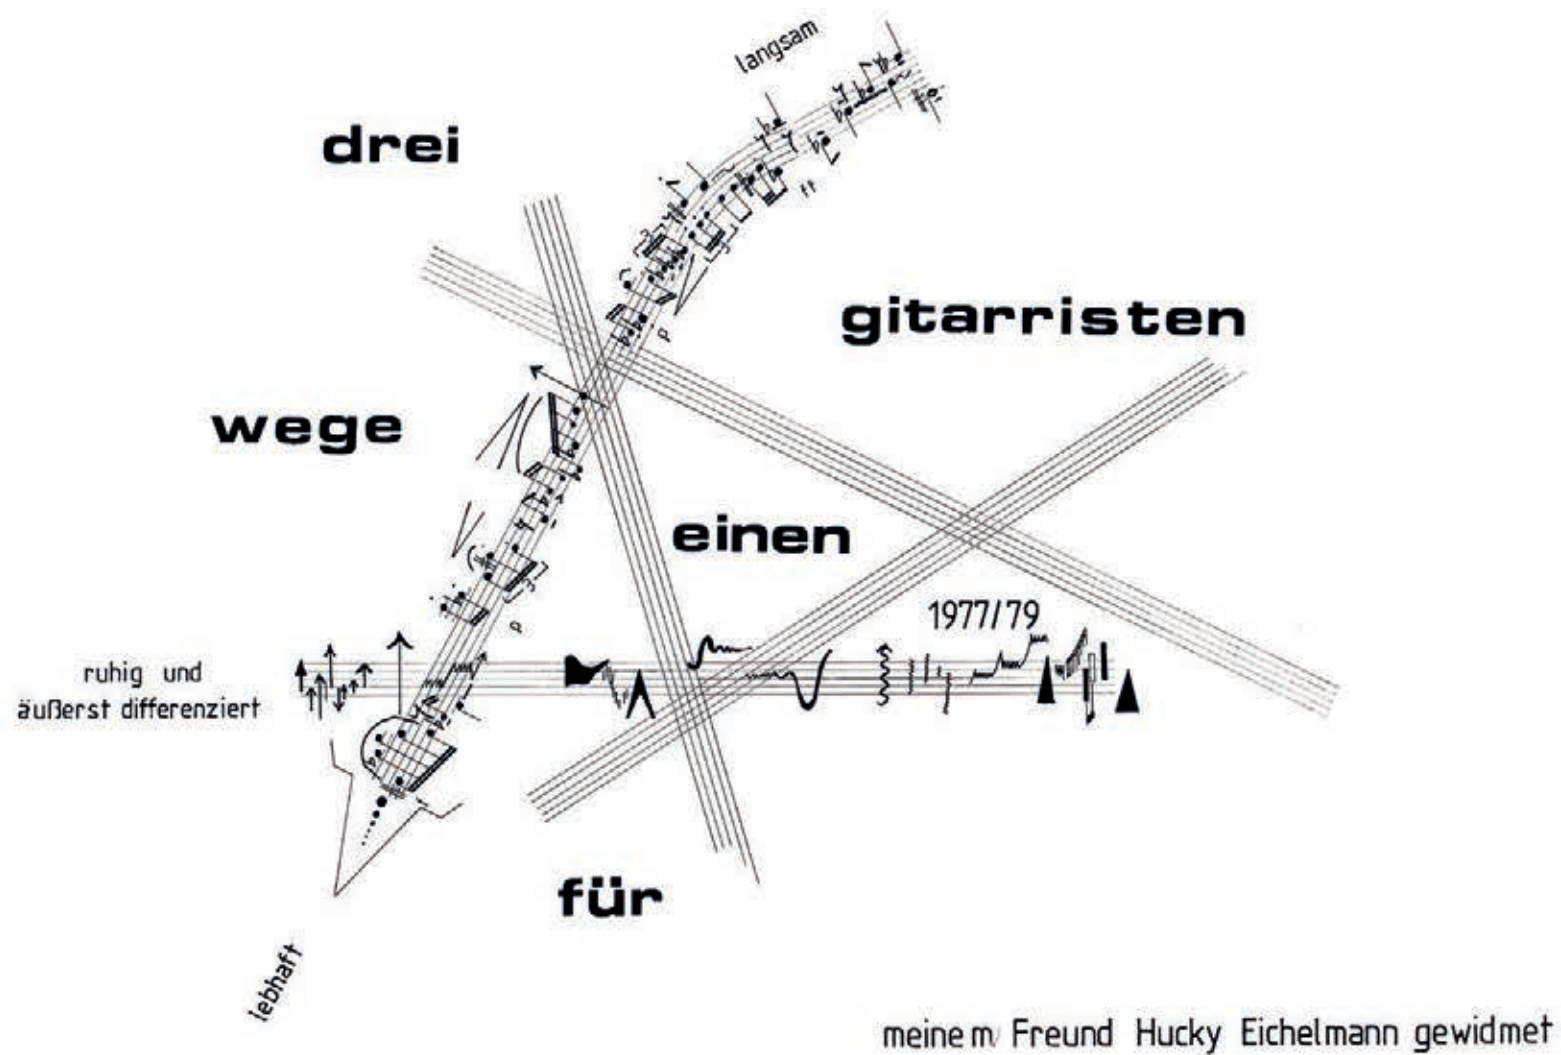 langsam
drei
gitarristen
wege
einen
1977/79
ruhig und
äußerst differenziert
für
lebhaft
meinem Freund Hucky Eichelmann gewidmet